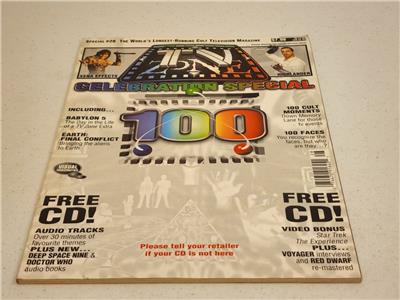 SPECIAL #26 THE WORLD'S LONGEST-RUNNING CULT TELEVISION MAGAZINE
TV
XENA EFFECTS
HIGHLANDER
CELEBRATION SPECIAL
INCLUDING...
BABYLON 5
The Day in the Life
of a TV Zone Extra
EARTH:
FINAL CONFLICT
Bringing the aliens
to Earth
VISUAL
100
100 CULT
MOMENTS
Down Memory
Lane for those
tv events
100 FACES
You recognize the
faces, but who
are they...
FREE
CD!
AUDIO TRACKS
Over 30 minutes of
favourite themes
PLUS NEW...
DEEP SPACE NINE &
DOCTOR WHO
audio books
Please tell your retailer
if your CD is not here
FREE
CD!
VIDEO BONUS
Star Trek
The Experience
PLUS...
VOYAGER interviews
and RED DWARF
re-mastered